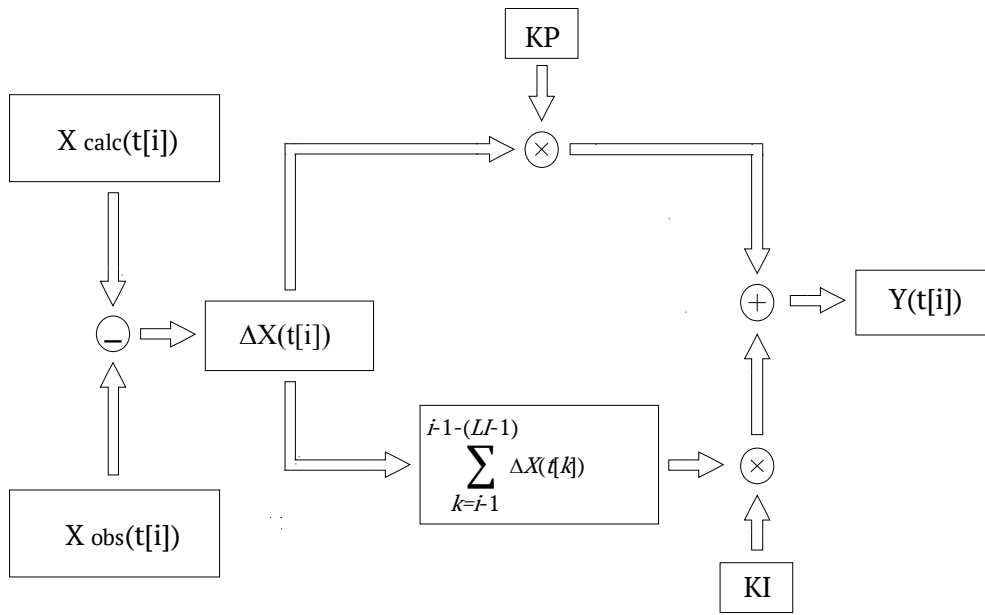 KP
X calc(t[i])
×
+
Y(t[i])
−
ΔX(t[i])
i-1-(LI-1)
∑ ΔX(t[k])
k=i-1
×
X obs(t[i])
KI